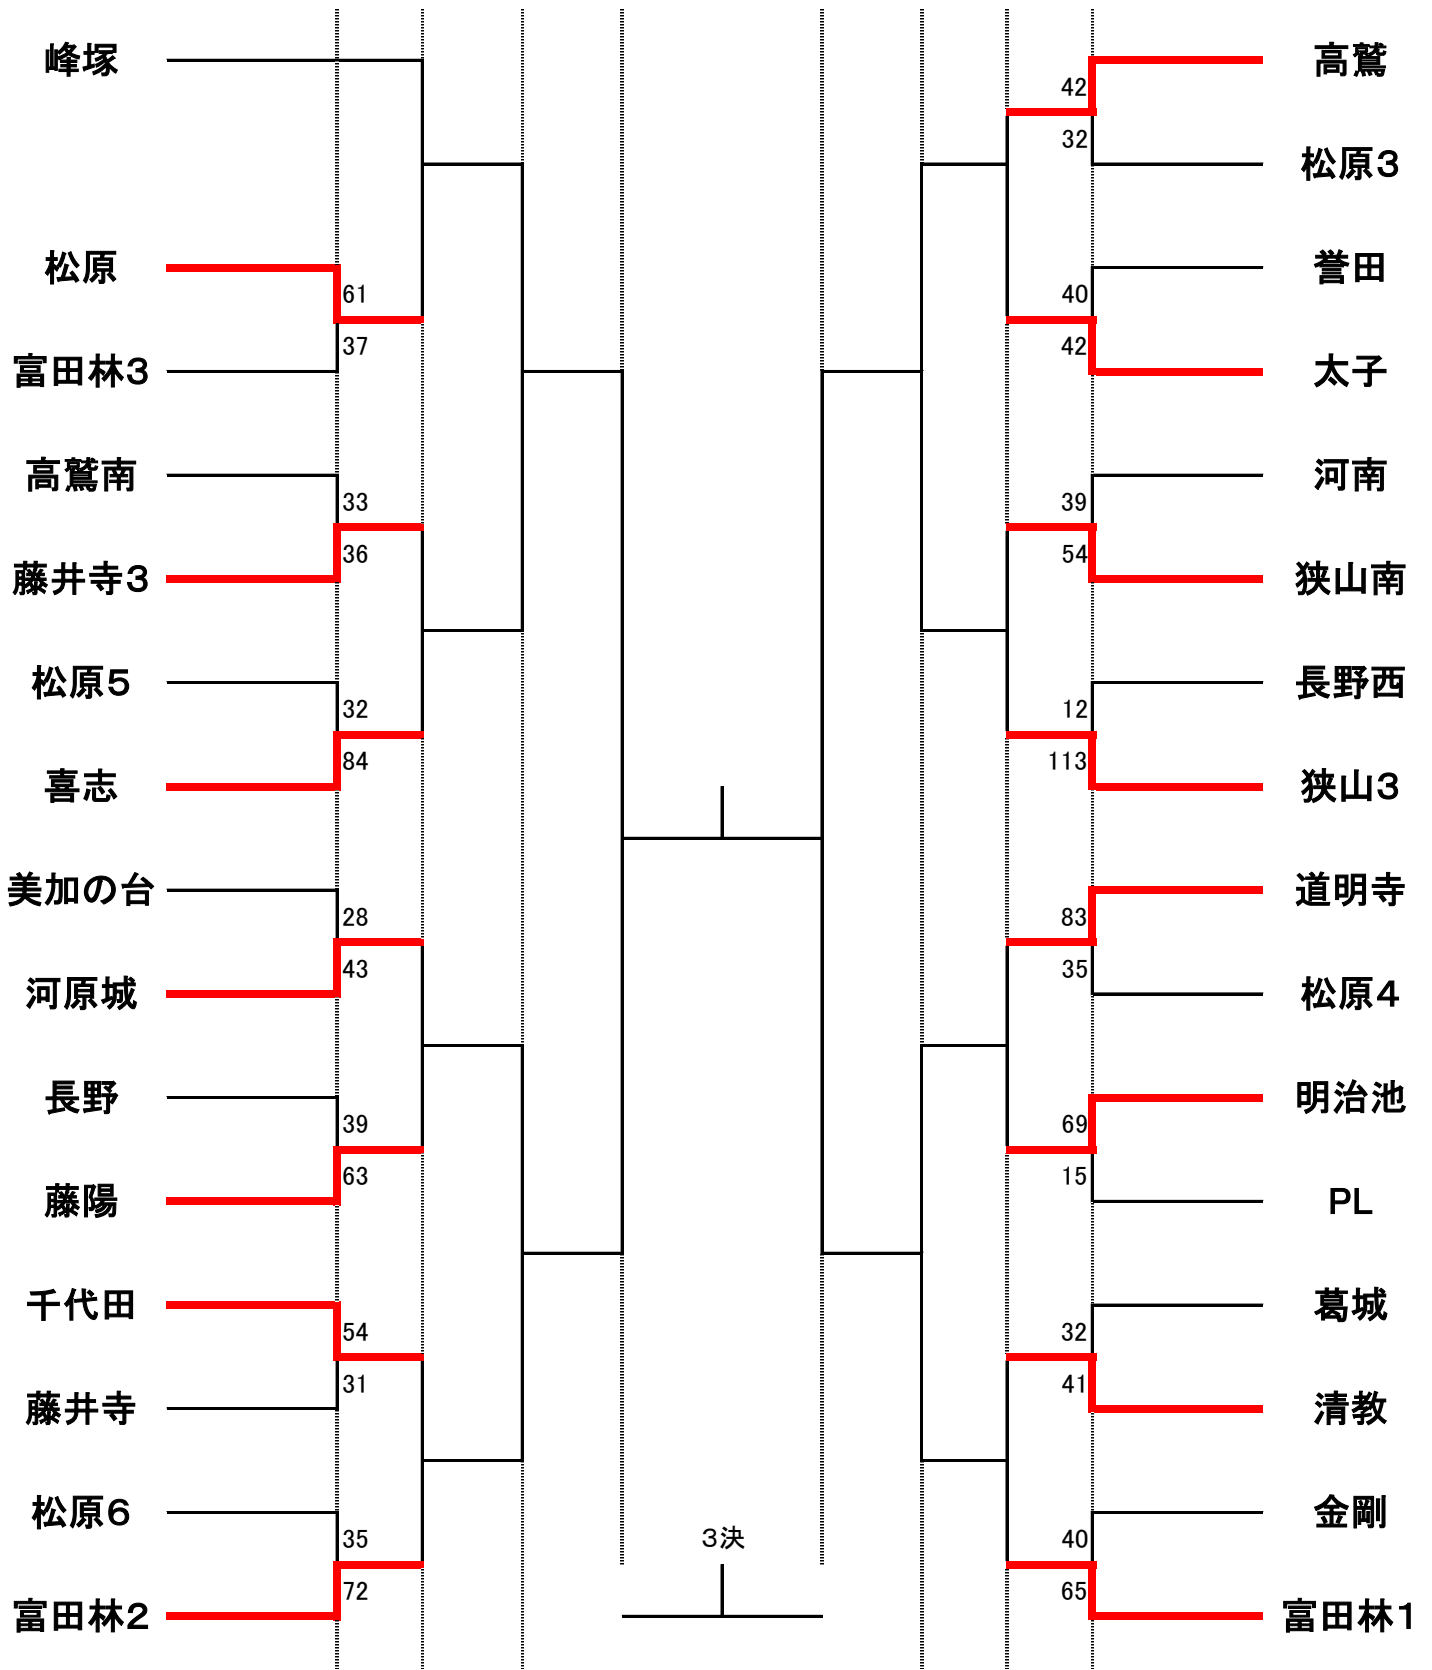 峰塚
松原
61
37
富田林3
高鷲南
33
36
藤井寺3
松原5
32
84
喜志
美加の台
28
43
河原城
長野
39
63
藤陽
千代田
54
31
藤井寺
松原6
35
72
富田林2
3決
高鷲
42
32
松原3
誉田
40
42
太子
河南
39
54
狭山南
長野西
12
113
狭山3
道明寺
83
35
松原4
明治池
69
15
PL
葛城
32
41
清教
金剛
40
65
富田林1